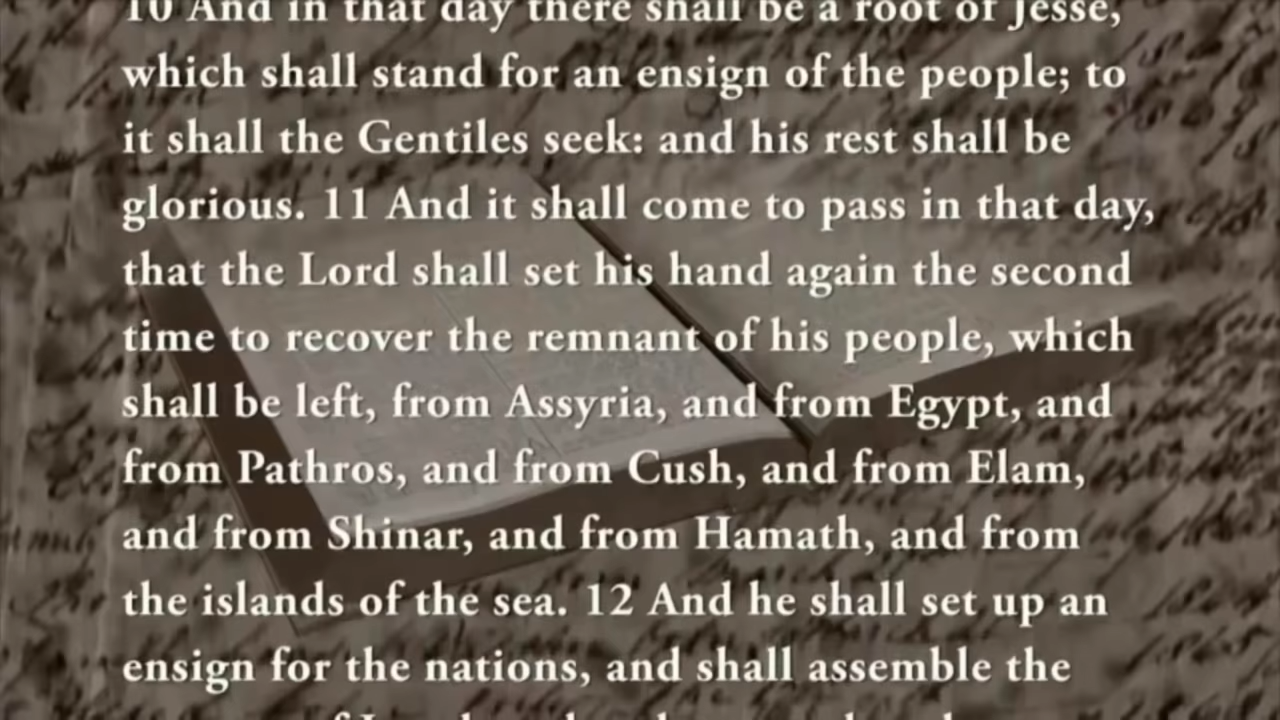 10 And in that day there shall be a root of Jesse,
which shall stand for an ensign of the people; to
it shall the Gentiles seek: and his rest shall be
glorious. 11 And it shall come to pass in that day,
that the Lord shall set his hand again the second
time to recover the remnant of his people, which
shall be left, from Assyria, and from Egypt, and
from Pathros, and from Cush, and from Elam,
and from Shinar, and from Hamath, and from
the islands of the sea. 12 And he shall set up an
ensign for the nations, and shall assemble the